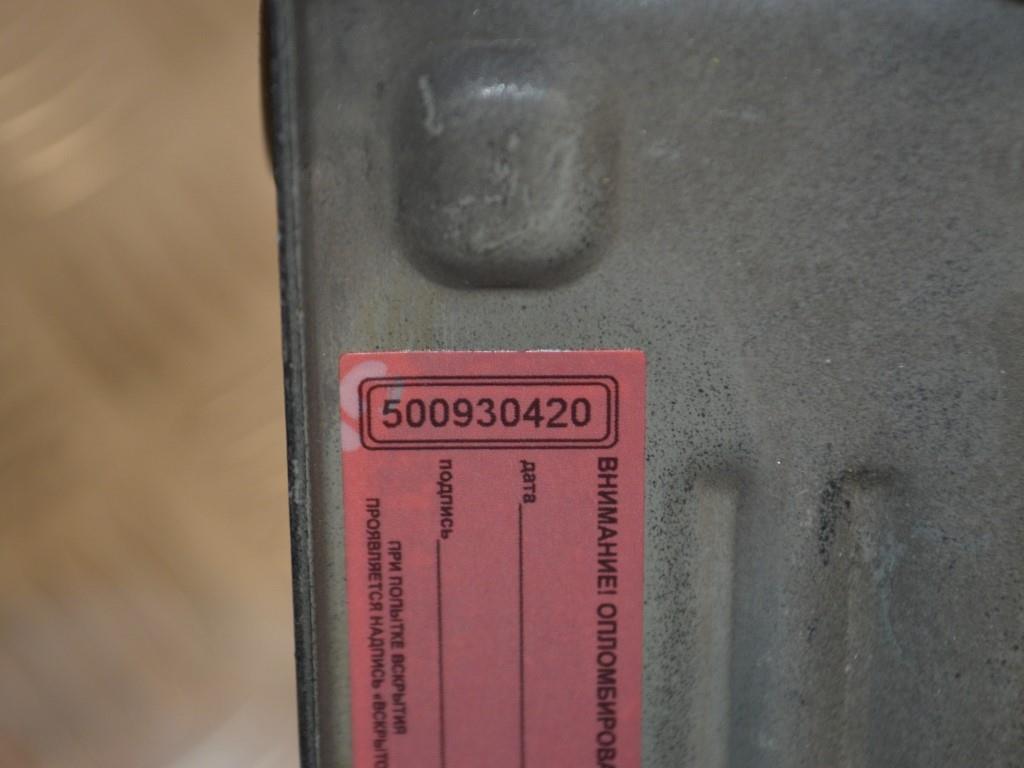 500930420
ВНИМАНИЕ! ОПЛОМБИРОВА
дата
подпись
ПРИ ПОПЫТКЕ ВСКРЫТИЯ
ПРОЯВЛЯЕТСЯ НАДПИСЬ «ВСКРЫТО